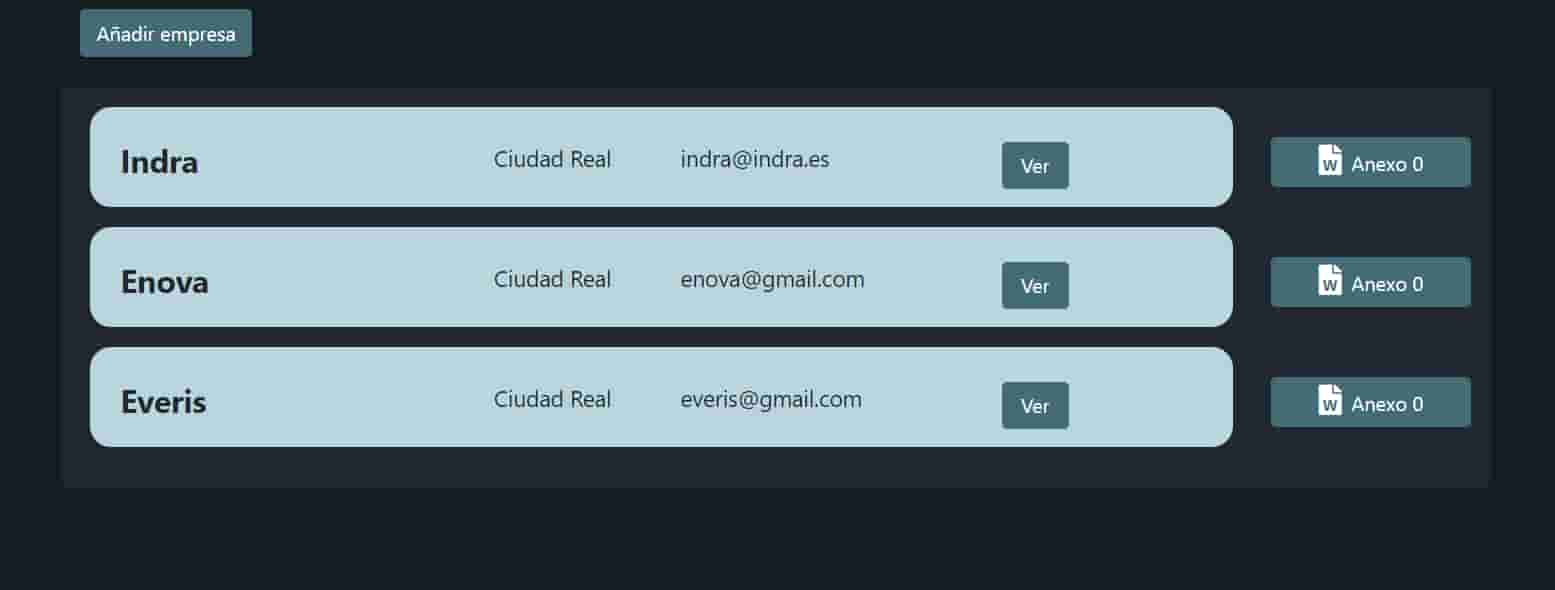 Añadir empresa
Indra Ciudad Real indra@indra.es Ver Anexo 0
Enova Ciudad Real enova@gmail.com Ver Anexo 0
Everis Ciudad Real everis@gmail.com Ver Anexo 0